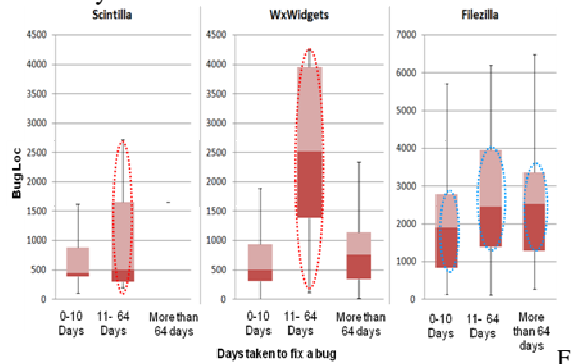 Scintilla
4500
4000
3500
3000
2500
2000
1500
1000
500
0
0-10 Days
11- 64 Days
More than 64 days
WxWidgets
4500
4000
3500
3000
2500
2000
1500
1000
500
0
0-10 Days
11- 64 Days
More than 64 days
Filezilla
7000
6000
5000
4000
3000
2000
1000
0
0-10 Days
11- 64 Days
More than 64 days
BugLoc
Days taken to fix a bug